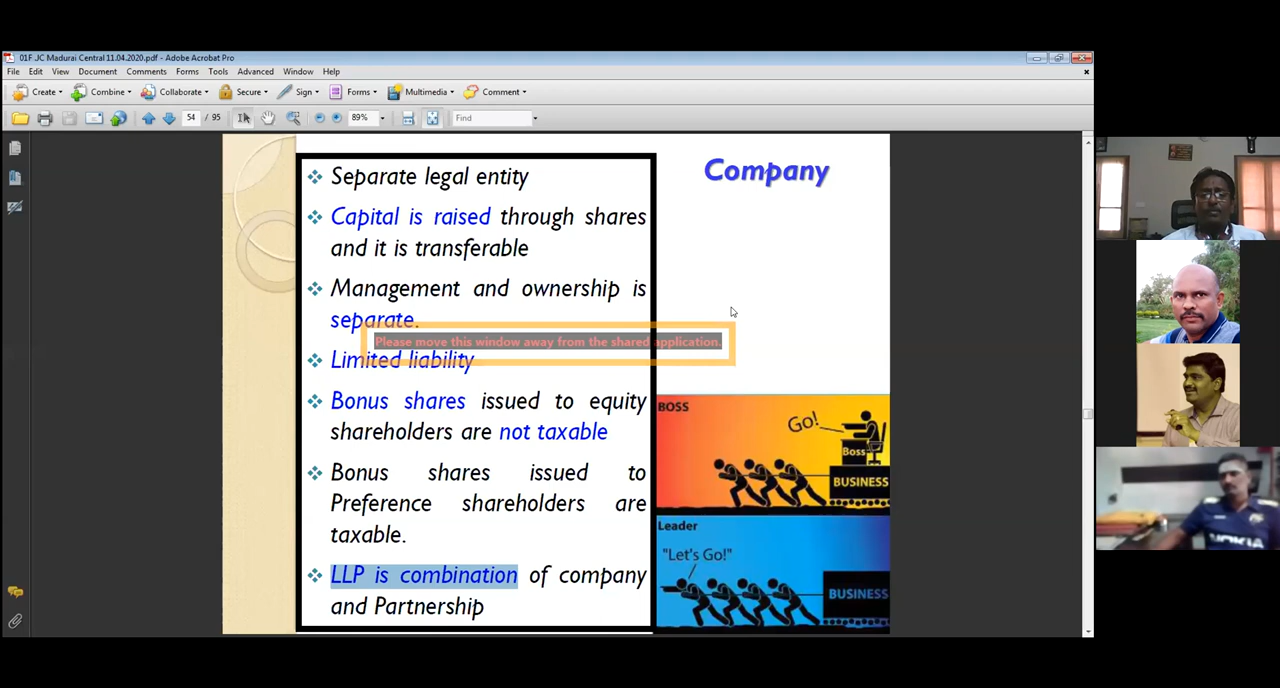 01F JC Madurai Central 11.04.2020.pdf - Adobe Acrobat Pro
File Edit View Document Comments Forms Tools Advanced Window Help
Create Combine Collaborate Secure Sign Forms Multimedia Comment
54 / 95 89% Find
Company
Separate legal entity
Capital is raised through shares
and it is transferable
Management and ownership is
separate.
Please move this window away from the shared application.
Limited liability
Bonus shares issued to equity
shareholders are not taxable
Bonus shares issued to
Preference shareholders are
taxable.
LLP is combination of company
and Partnership
BOSS
Go!
Boss
BUSINESS
Leader
"Let's Go!"
BUSINESS
NOKIA